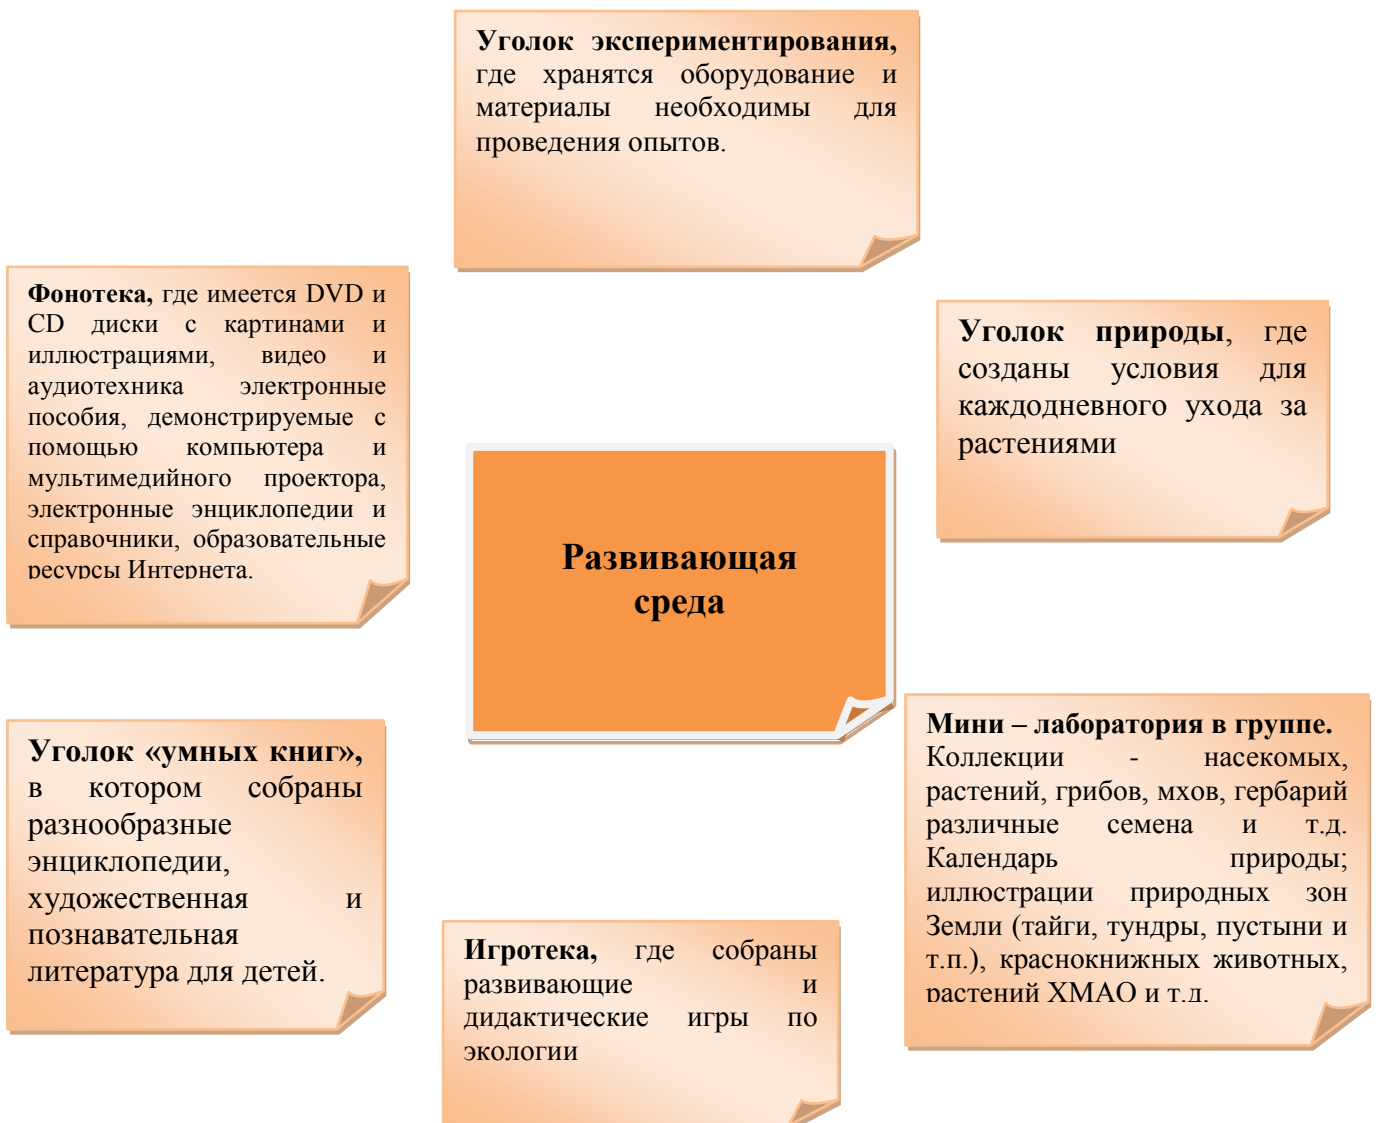 Уголок экспериментирования,
где хранятся оборудование и
материалы необходимы для
проведения опытов.
Фонотека, где имеется DVD и
CD диски с картинами и
иллюстрациями, видео и
аудиотехника электронные
пособия, демонстрируемые с
помощью компьютера и
мультимедийного проектора,
электронные энциклопедии и
справочники, образовательные
ресурсы Интернета.
Уголок природы, где
созданы условия для
каждодневного ухода за
растениями
Развивающая
среда
Уголок «умных книг»,
в котором собраны
разнообразные
энциклопедии,
художественная и
познавательная
литература для детей.
Игротека, где собраны
развивающие и
дидактические игры по
экологии
Мини – лаборатория в группе.
Коллекции - насекомых,
растений, грибов, мхов, гербарий
различные семена и т.д.
Календарь природы;
иллюстрации природных зон
Земли (тайги, тундры, пустыни и
т.п.), краснокнижных животных,
растений ХМАО и т.д.